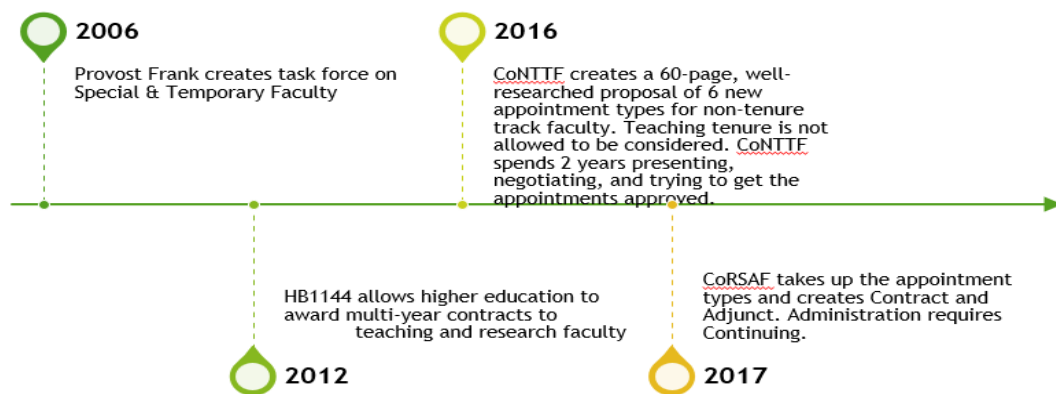 2006
Provost Frank creates task force on
Special & Temporary Faculty
2016
CoNTTF creates a 60-page, well-
researched proposal of 6 new
appointment types for non-tenure
track faculty. Teaching tenure is not
allowed to be considered. CoNTTF
spends 2 years presenting,
negotiating, and trying to get the
appointments approved.
HB1144 allows higher education to
award multi-year contracts to
teaching and research faculty
2012
CoRSAF takes up the appointment
types and creates Contract and
Adjunct. Administration requires
Continuing.
2017